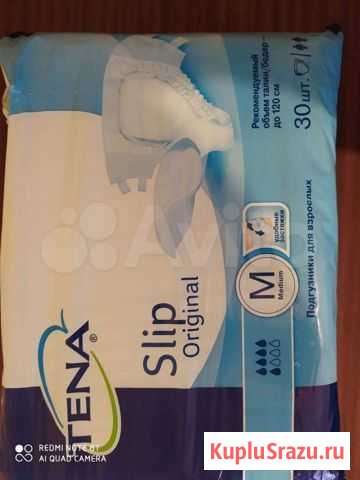 TENA®
Slip
Original
Рекомендуемый
объем талии/бедер
до 120 см
30 шт.
удобные
застежки
M
Medium
Подгузники для взрослых
Avito
REDMI NOTE 8T
AI QUAD CAMERA
KupluSrazu.ru